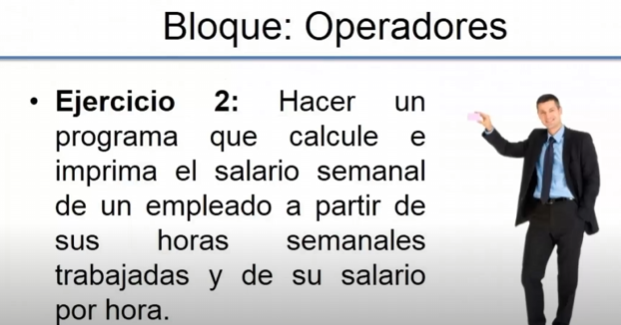 Bloque: Operadores
• Ejercicio 2: Hacer un
programa que calcule e
imprima el salario semanal
de un empleado a partir de
sus horas semanales
trabajadas y de su salario
por hora.